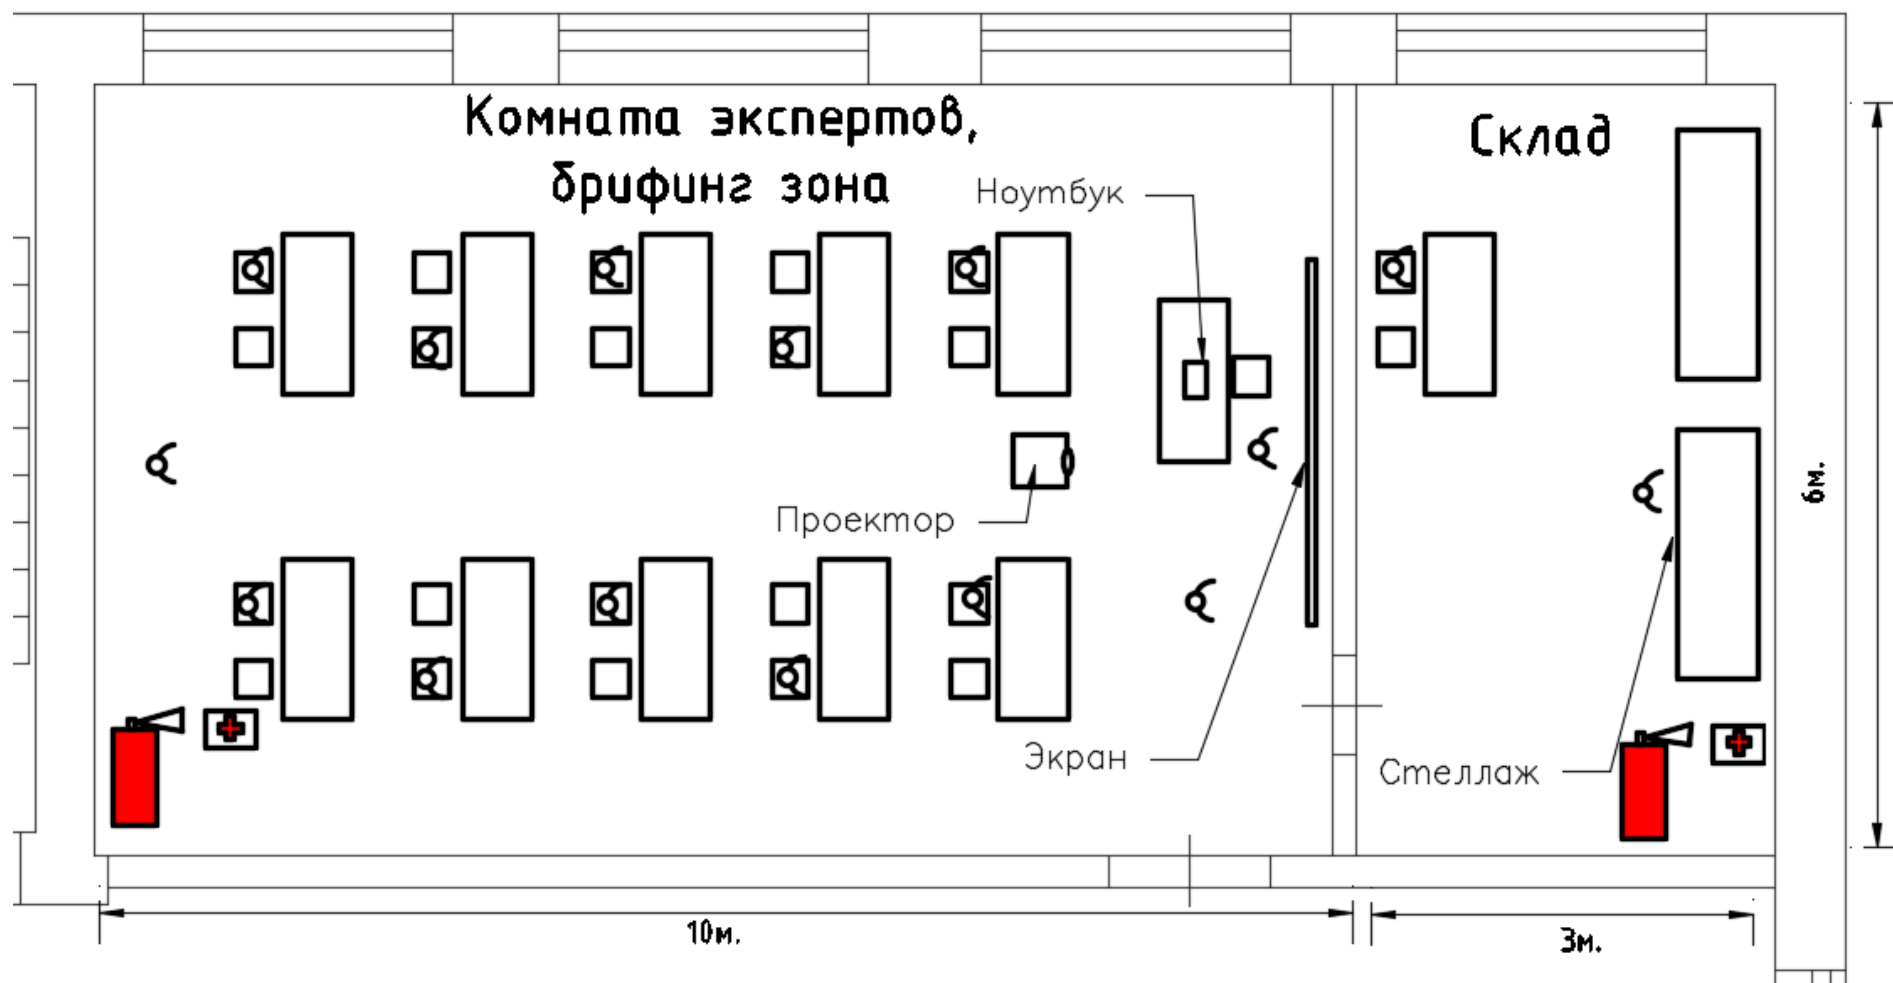 Комната экспертов,
брифинг зона
Склад
Ноутбук
Проектор
Экран
Стеллаж
6м.
10м.
3м.